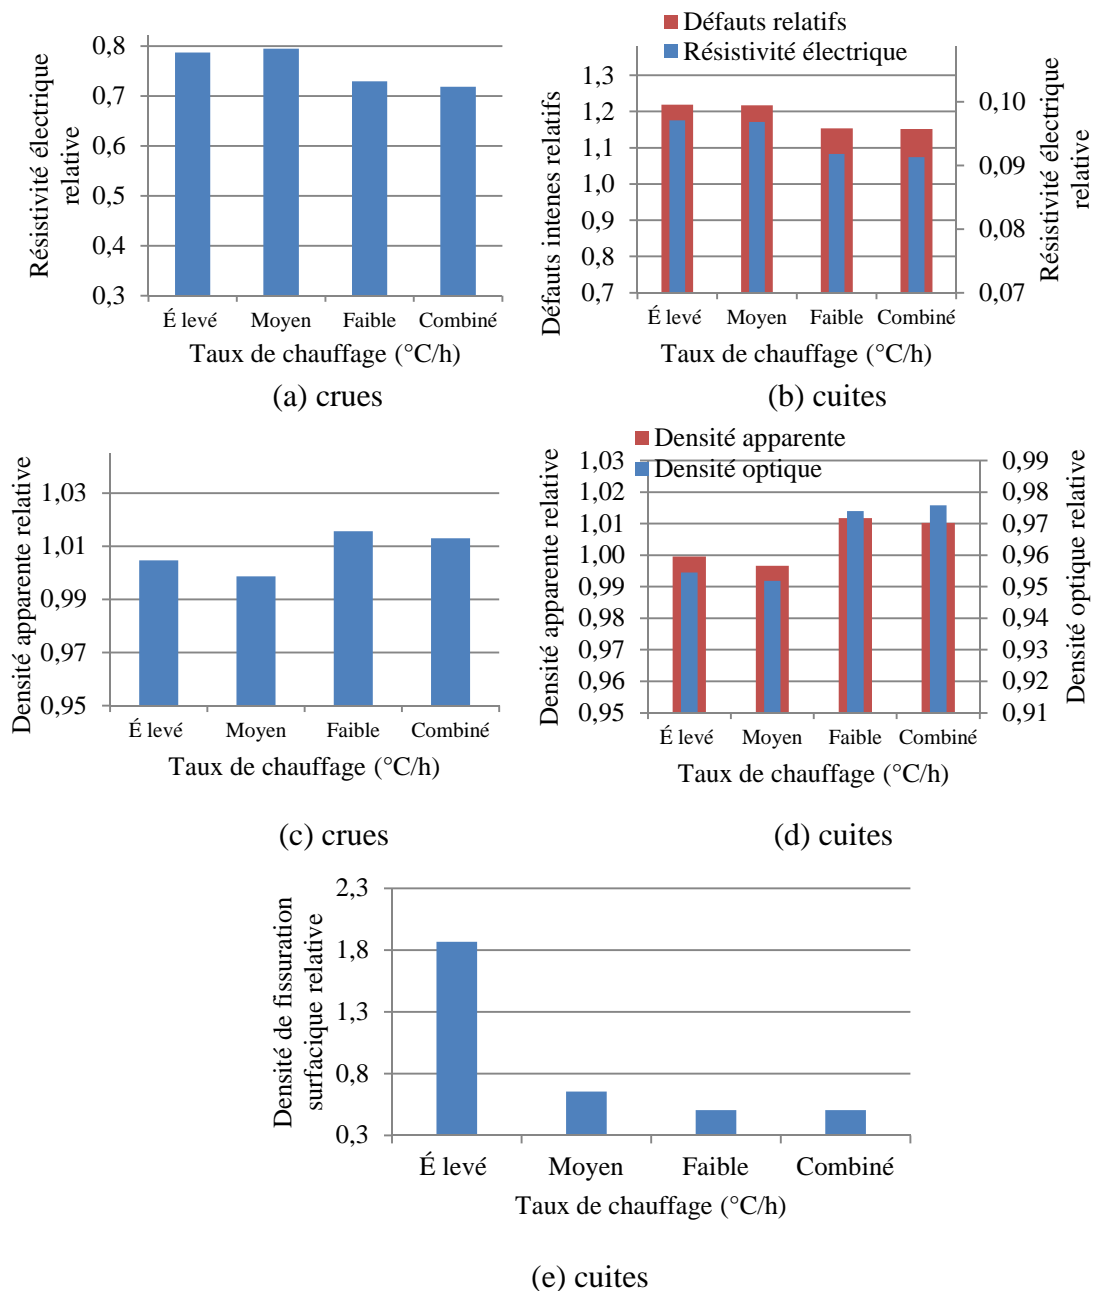 Résistivité électrique
relative
0,8
0,7
0,6
0,5
0,4
0,3
É levé Moyen Faible Combiné
Taux de chauffage (°C/h)
(a) crues
Défauts relatifs
Résistivité électrique
Défauts intenes relatifs
1,3
1,2
1,1
1,0
0,9
0,8
0,7
0,10
0,09
0,08
0,07
Résistivité électrique
relative
É levé Moyen Faible Combiné
Taux de chauffage (°C/h)
(b) cuites
Densité apparente relative
1,03
1,01
0,99
0,97
0,95
É levé Moyen Faible Combiné
Taux de chauffage (°C/h)
(c) crues
Densité apparente
Densité optique
Densité apparente relative
1,03
1,02
1,01
1,00
0,99
0,98
0,97
0,96
0,95
0,99
0,98
0,97
0,96
0,95
0,94
0,93
0,92
0,91
Densité optique relative
É levé Moyen Faible Combiné
Taux de chauffage (°C/h)
(d) cuites
Densité de fissuration
surfacique relative
2,3
1,8
1,3
0,8
0,3
É levé Moyen Faible Combiné
Taux de chauffage (°C/h)
(e) cuites